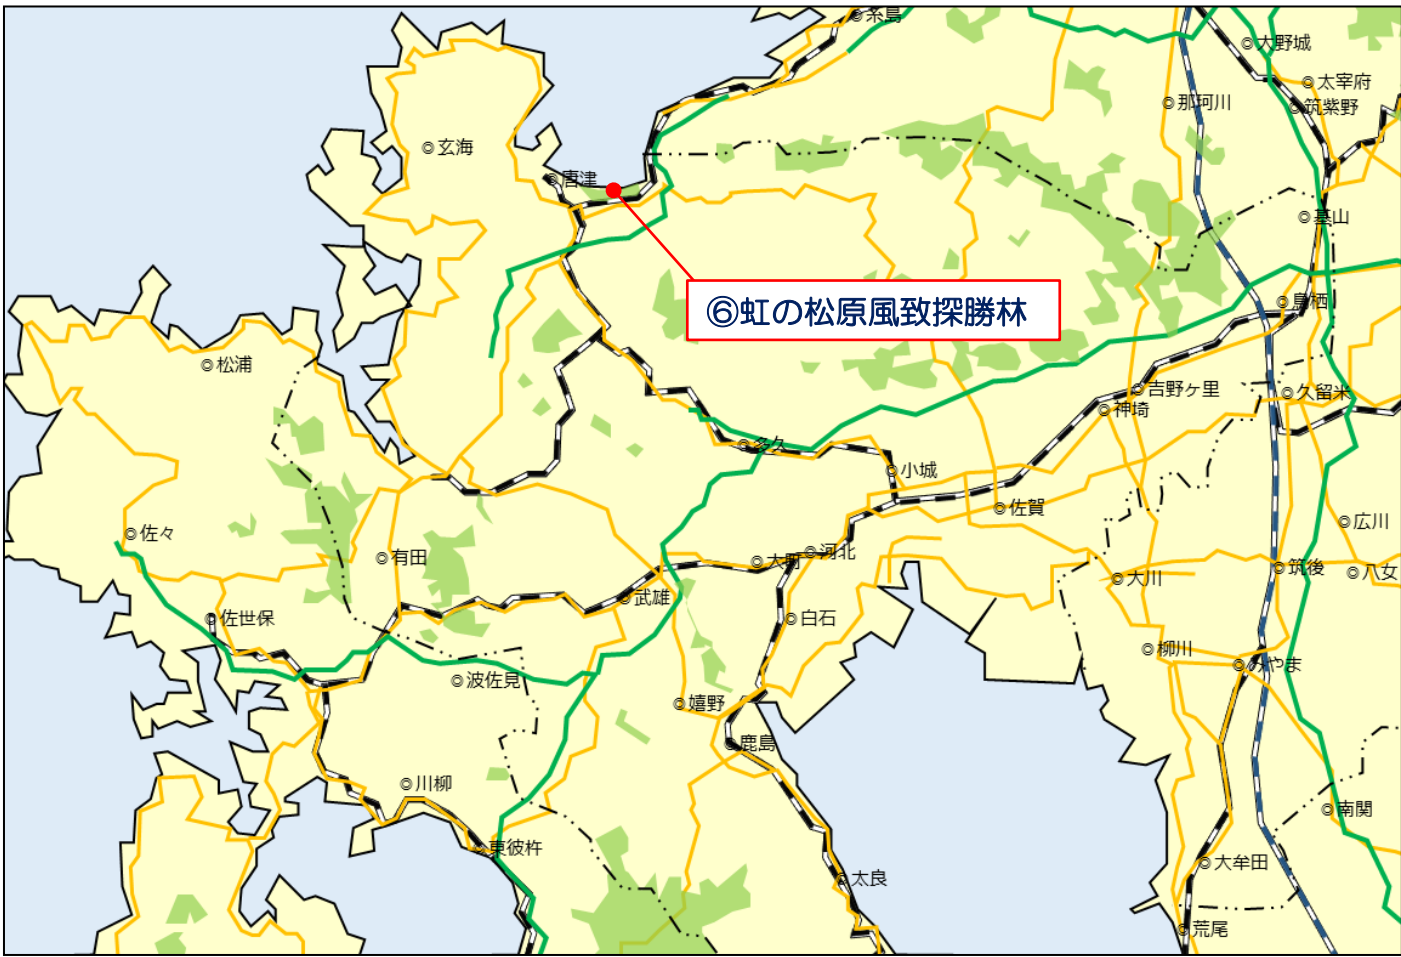 ◎糸島
◎大野城
◎太宰府
◎那珂川
◎筑紫野
◎玄海
◎唐津
◎基山
⑥虹の松原風致探勝林
◎鳥栖
◎松浦
◎吉野ヶ里
◎久留米
◎神埼
◎多久
◎小城
◎佐賀
◎広川
◎佐々
◎有田
◎大町
◎河北
◎筑後
◎八女
◎大川
◎武雄
◎佐世保
◎白石
◎柳川
◎みやま
◎波佐見
◎嬉野
◎鹿島
◎川柳
◎南関
◎東彼杵
◎大牟田
◎太良
◎荒尾